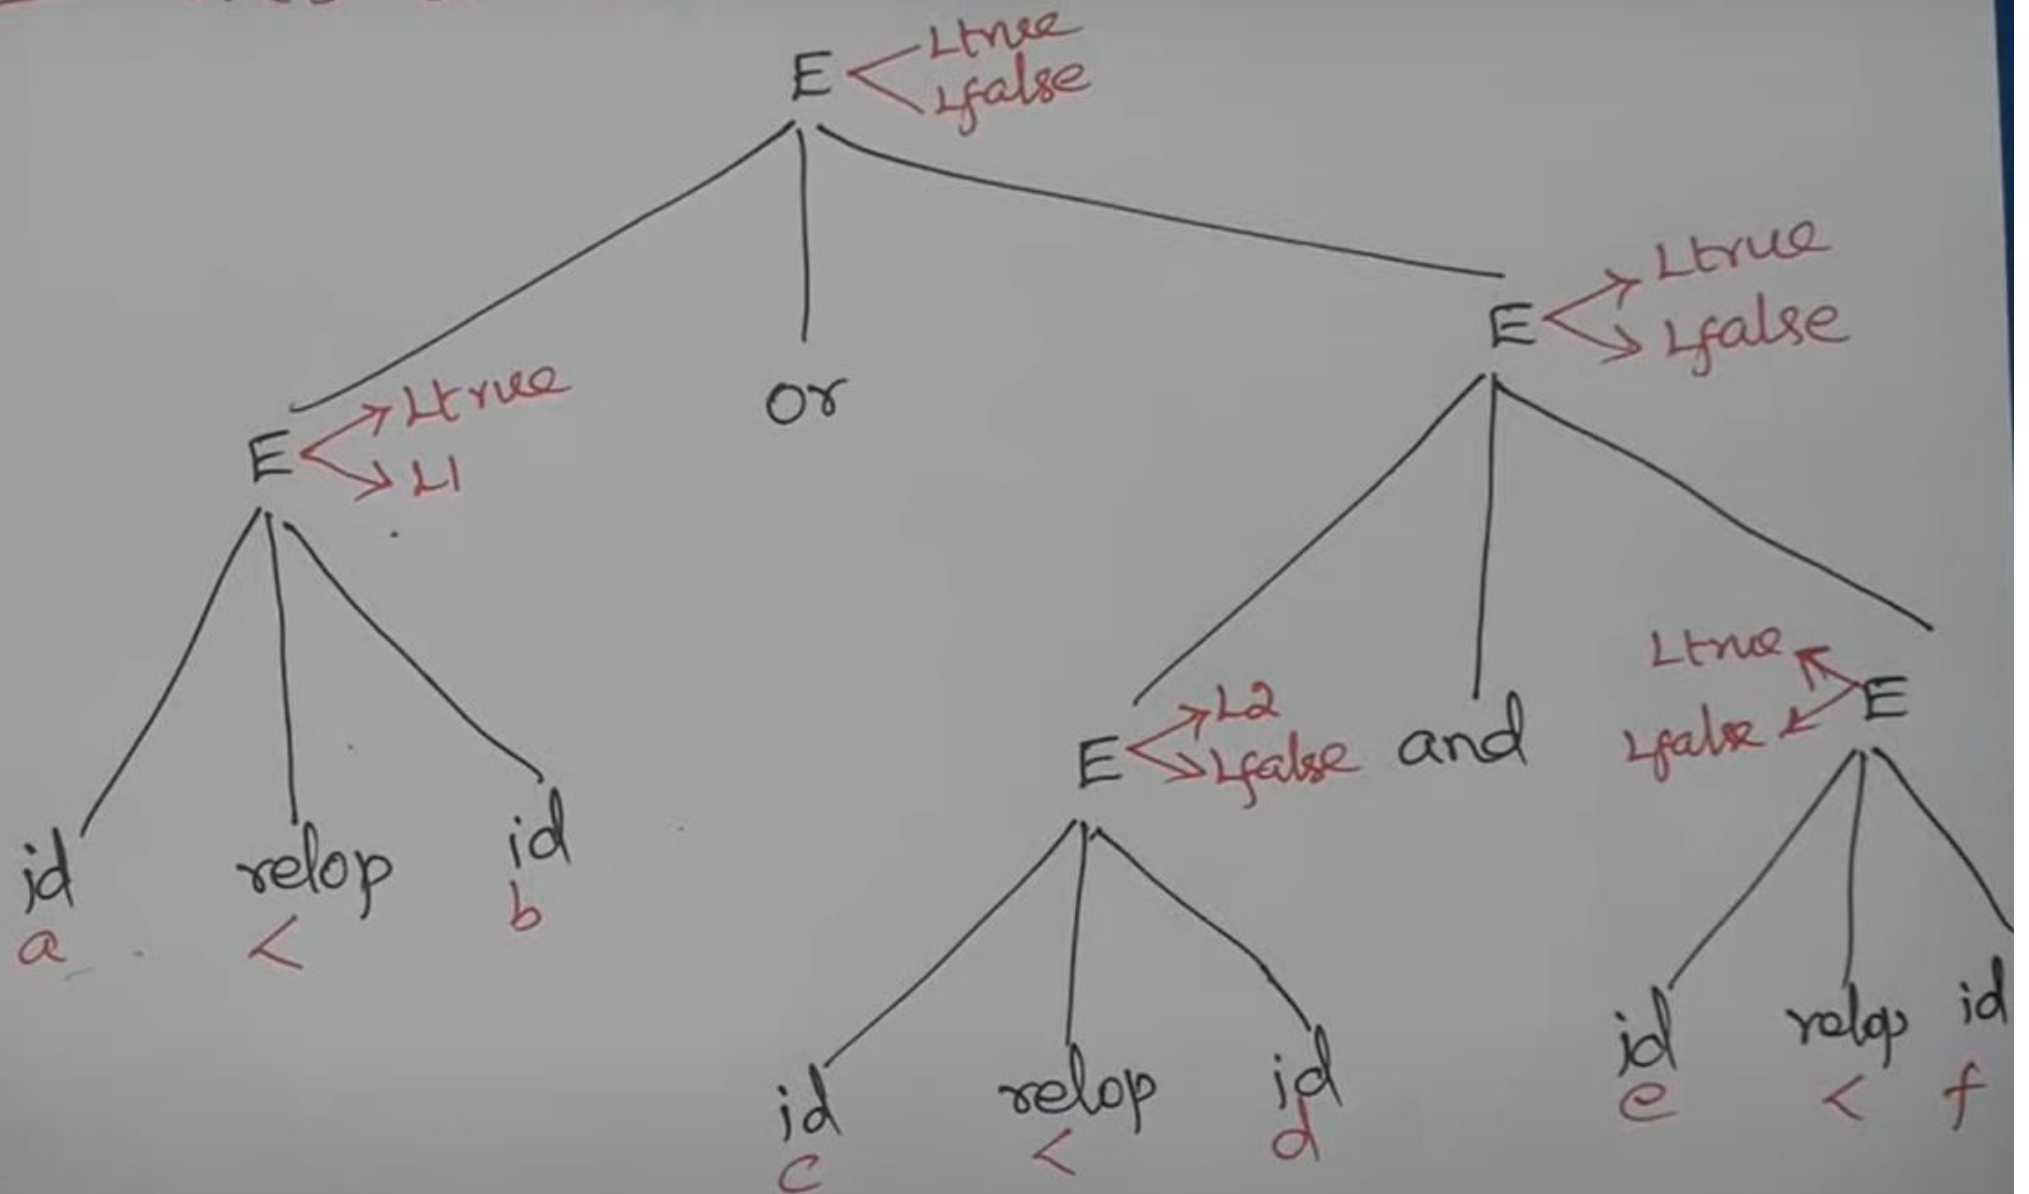 Ltrue
E
Lfalse
Ltrue
E
Lfalse
Ltrue
or
E
L1
Ltrue
L2
E
E
Lfalse
and
Lfalse
id
relop
id
a
<
b
id
relop
id
id
relop
id
e
<
f
c
<
d